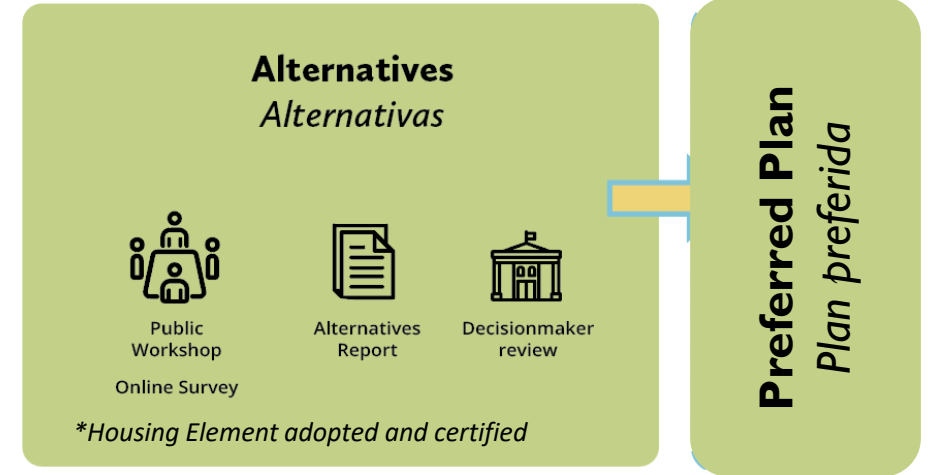 Alternatives
Alternativas
Public
Workshop
Online Survey
Alternatives
Report
Decisionmaker
review
*Housing Element adopted and certified
Preferred Plan
Plan preferida